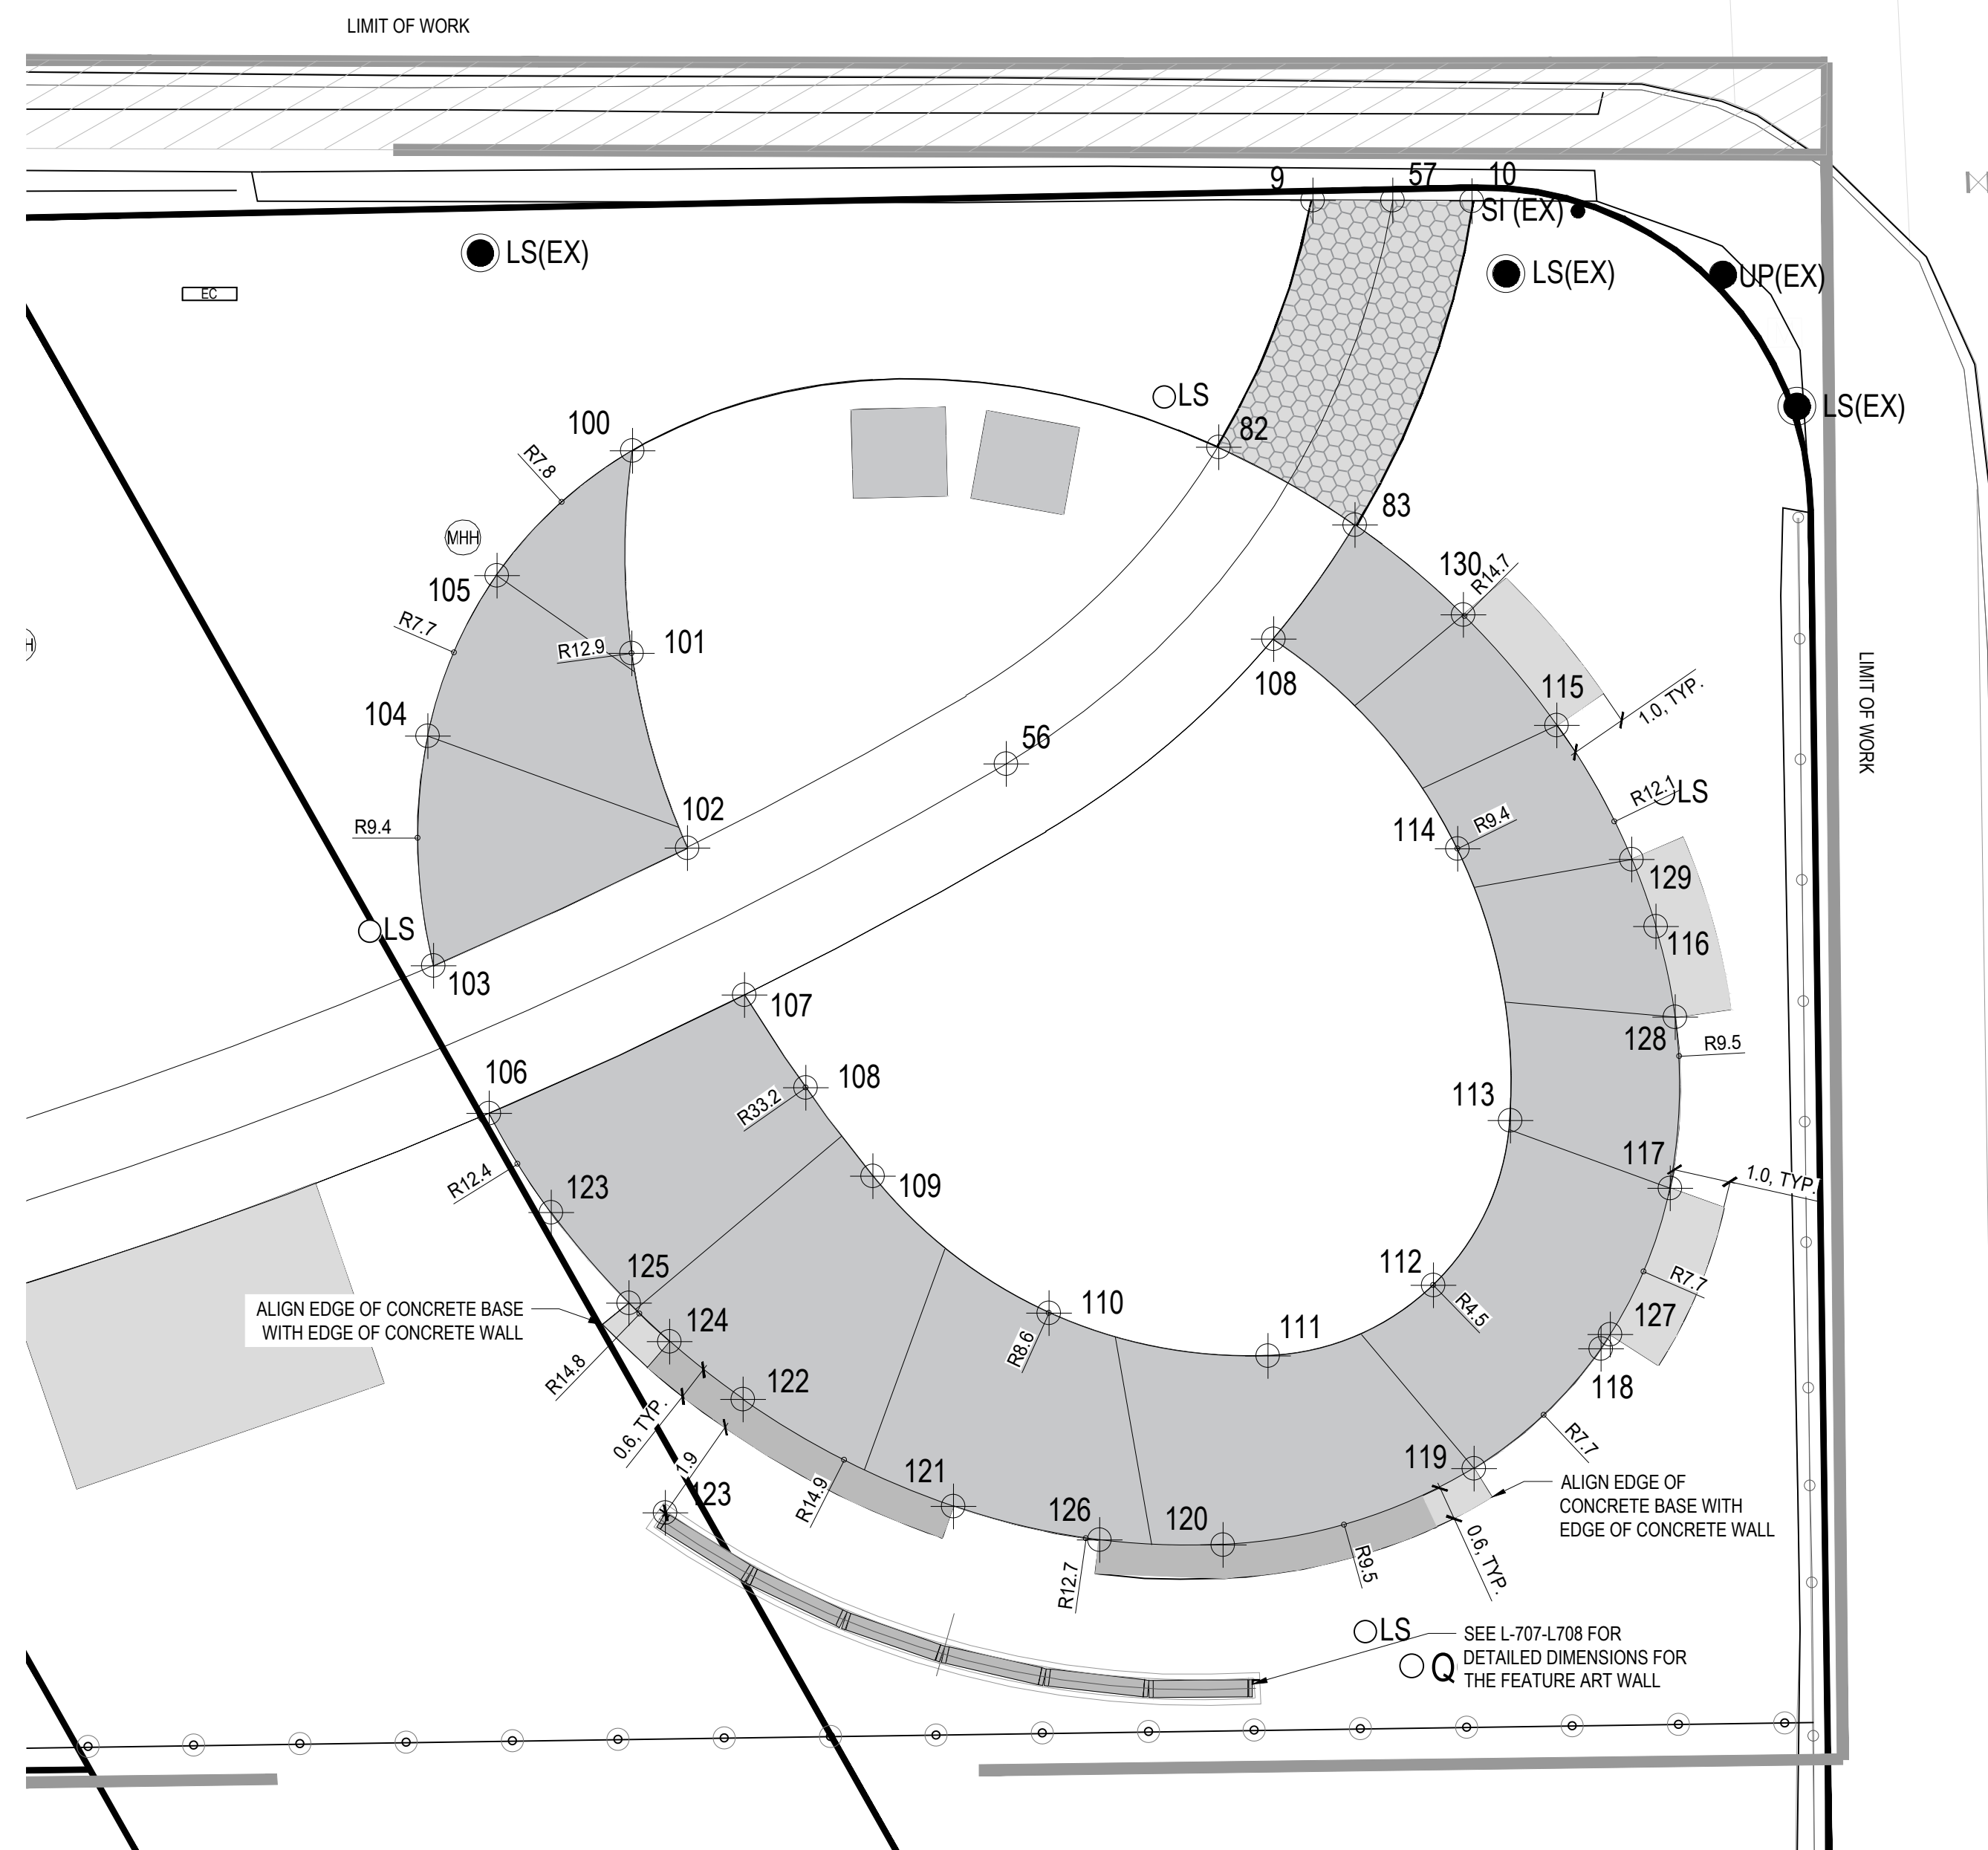 LIMIT OF WORK
9
57
10
SI (EX)
LS(EX)
LS(EX)
UP(EX)
EC
LS
LS(EX)
100
82
R7.8
83
MHH
130
R14.7
105
R7.7
101
R12.9
108
115
1.0, TYP.
LIMIT OF WORK
104
56
R12.1
LS
102
R9.4
114
R9.4
129
LS
116
103
107
128
R9.5
106
108
R33.2
113
117
R12.4
109
1.0, TYP.
123
125
112
R7.7
ALIGN EDGE OF CONCRETE BASE
WITH EDGE OF CONCRETE WALL
124
110
R4.5
127
111
R8.6
R14.8
122
118
0.6, TYP.
R7.7
1.9
119
121
ALIGN EDGE OF
CONCRETE BASE WITH
EDGE OF CONCRETE WALL
123
R14.9
126
120
R9.5
0.6, TYP.
R12.7
LS
SEE L-707-L708 FOR
DETAILED DIMENSIONS FOR
THE FEATURE ART WALL
Q